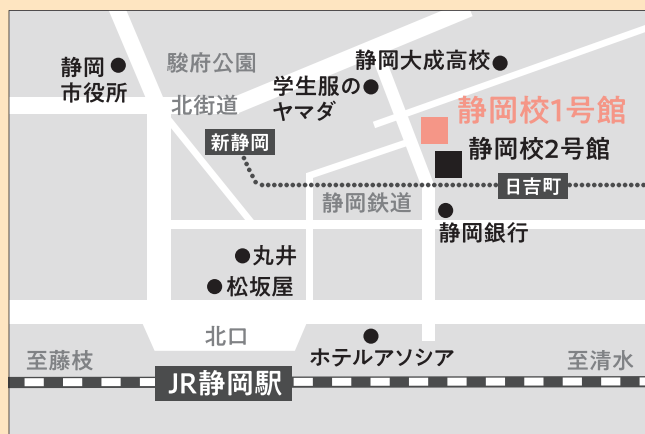 静岡
市役所
駿府公園
静岡大成高校
学生服の
ヤマダ
北街道
静岡校1号館
新静岡
静岡校2号館
日吉町
静岡鉄道
静岡銀行
丸井
松坂屋
北口
ホテルアソシア
至藤枝
至清水
JR静岡駅